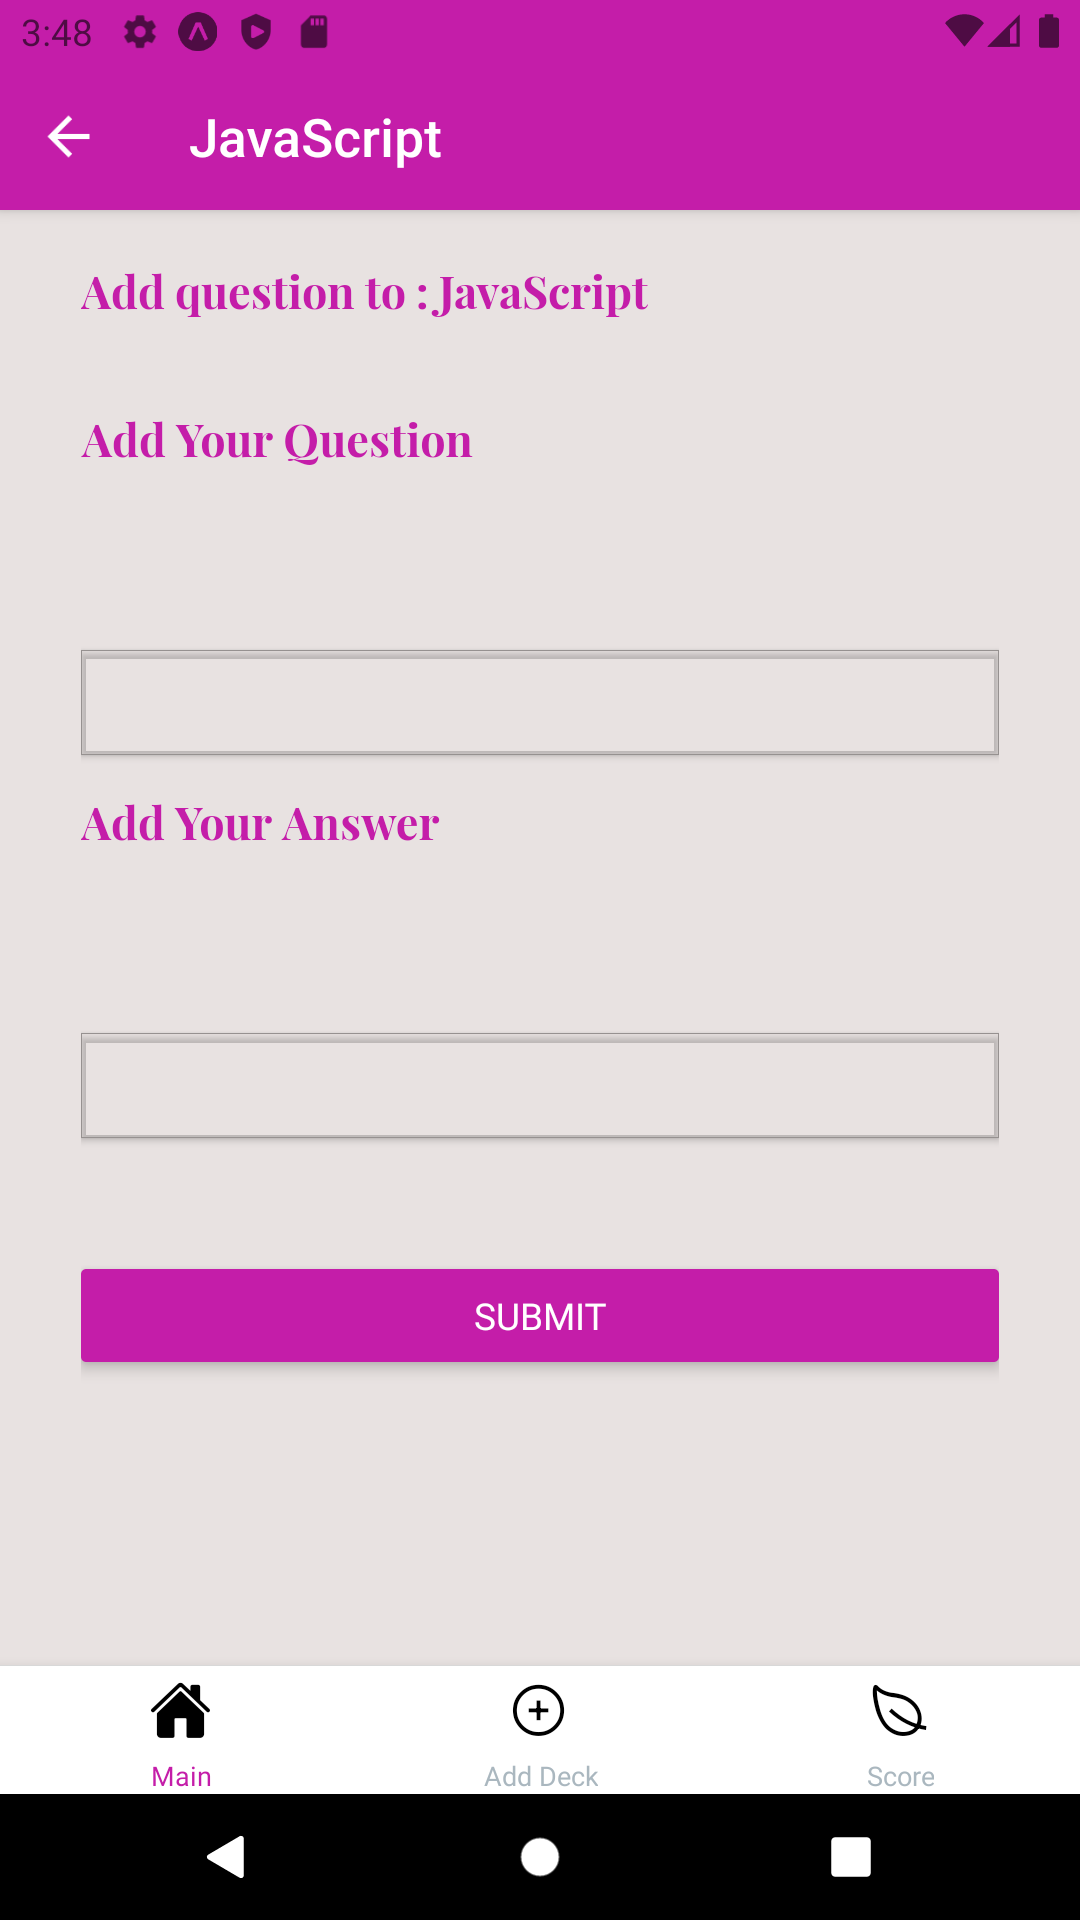 3:48
JavaScript
Add question to : JavaScript
Add Your Question
Add Your Answer
SUBMIT
Main
Add Deck
Score